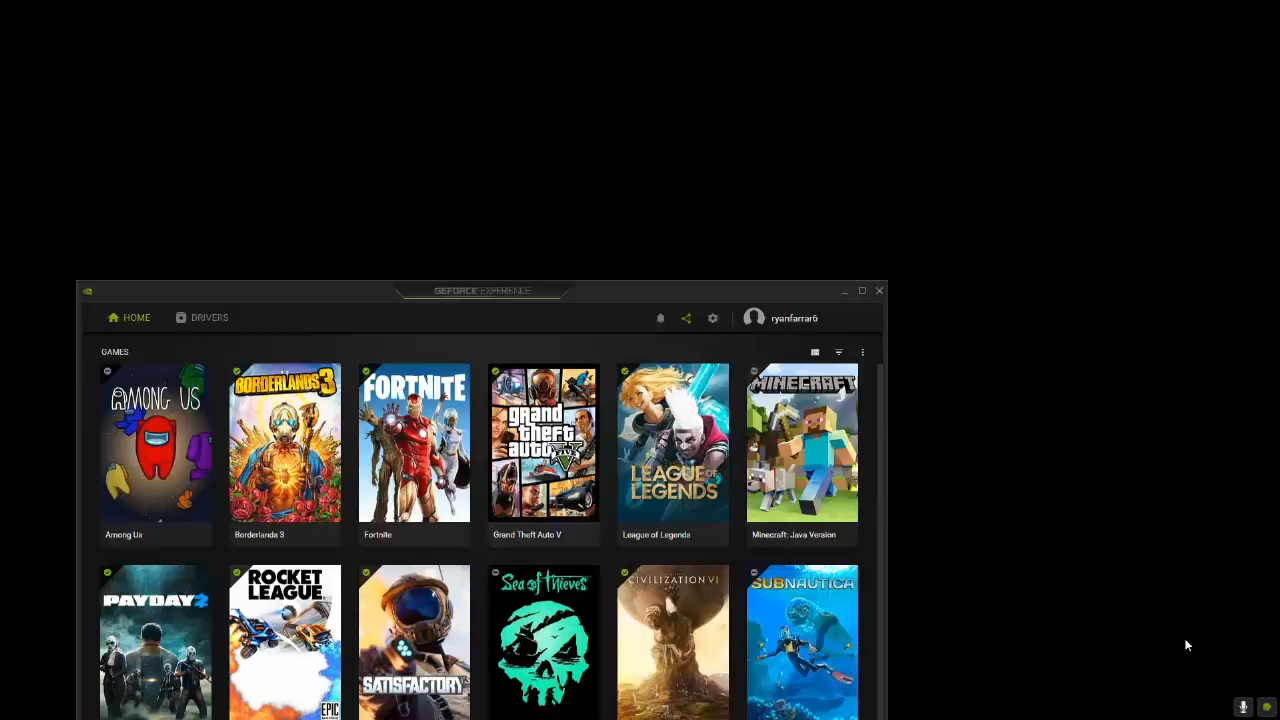 GEFORCE EXPERIENCE
HOME
DRIVERS
ryanfarrar6
GAMES
AMONG US
BORDERLANDS 3
FORTNITE
grand theft auto V
FIVE
LEAGUE OF LEGENDS
MINECRAFT
Among Us
Borderlands 3
Fortnite
Grand Theft Auto V
League of Legends
Minecraft: Java Version
PAYDAY 2
ROCKET LEAGUE
EPIC GAMES
SATISFACTORY
Sea of Thieves
CIVILIZATION VI
SUBNAUTICA